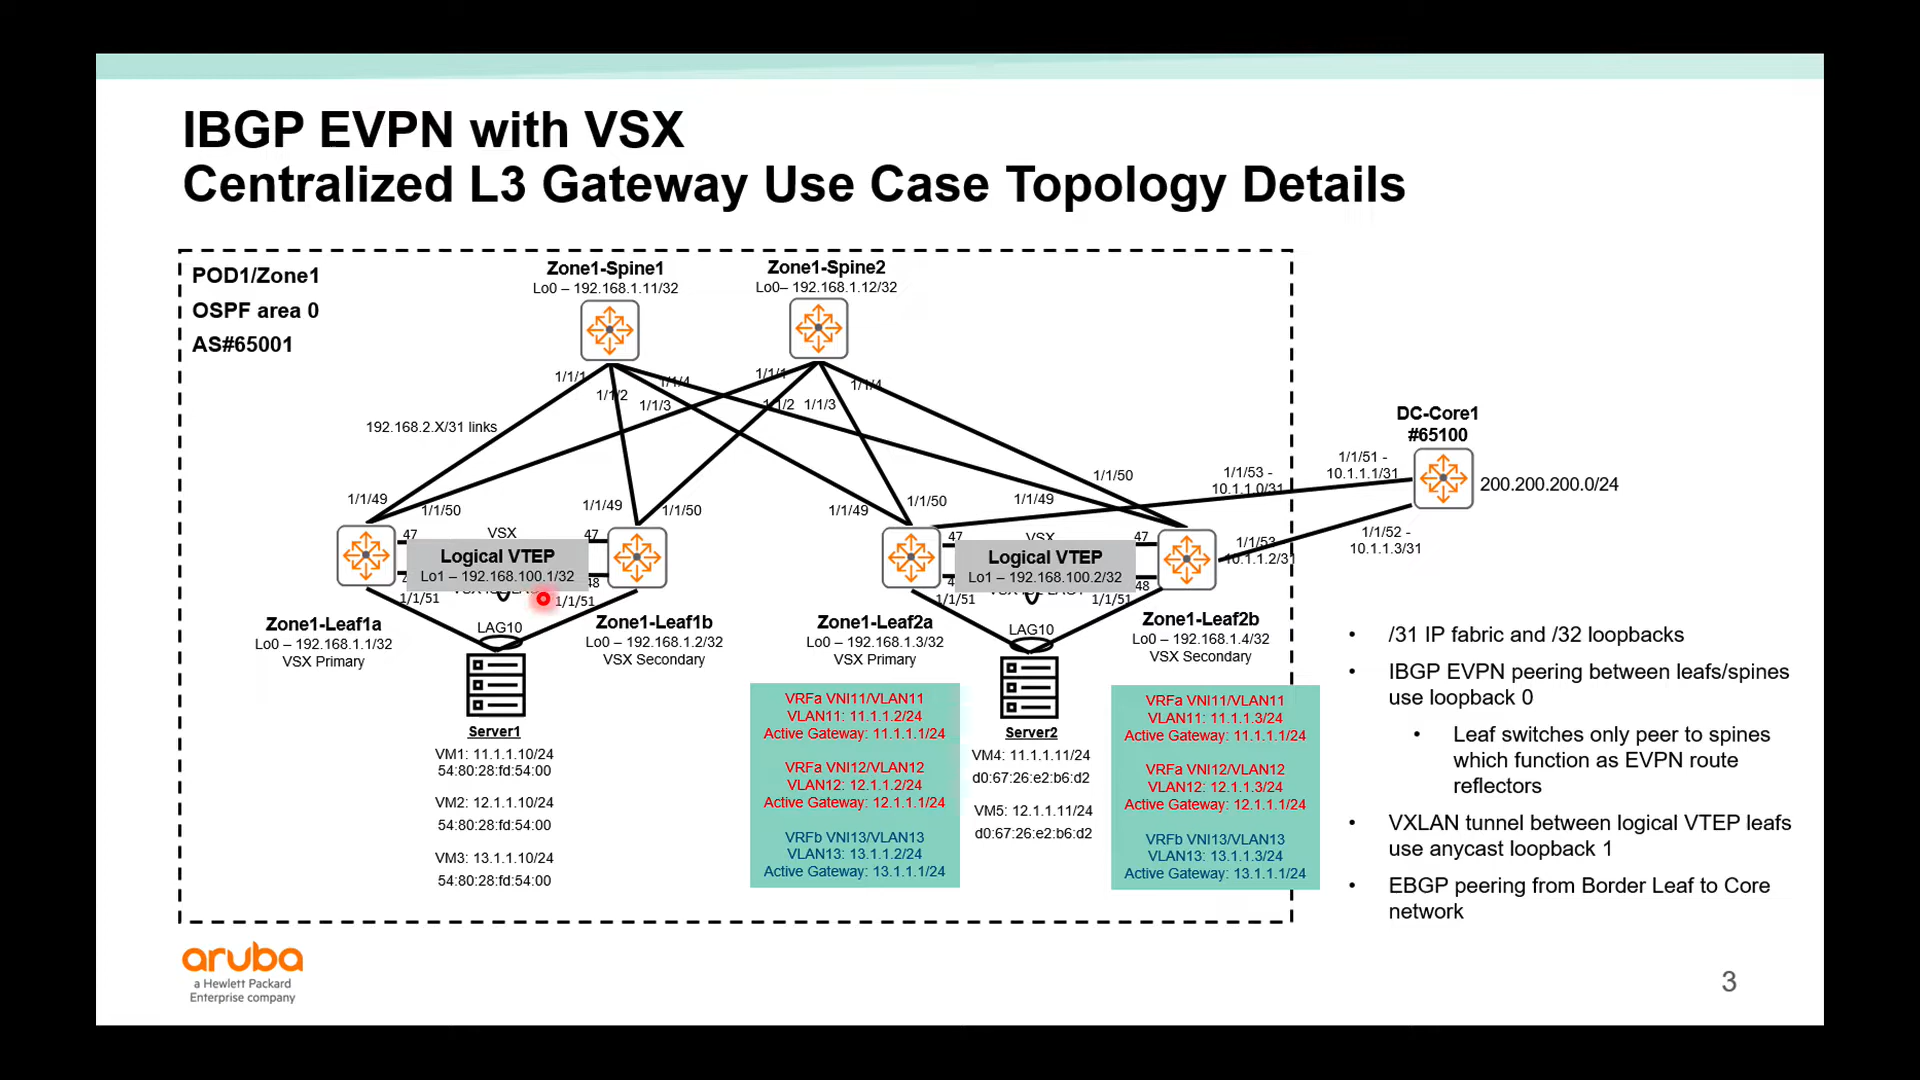 IBGP EVPN with VSX
Centralized L3 Gateway Use Case Topology Details
POD1/Zone1
OSPF area 0
AS#65001
Zone1-Spine1
Lo0 – 192.168.1.11/32
Zone1-Spine2
Lo0– 192.168.1.12/32
1/1/1
1/1/2
1/1/3
1/1/4
1/1/1
1/1/2
1/1/3
1/1/4
192.168.2.X/31 links
DC-Core1
#65100
200.200.200.0/24
1/1/51 -
10.1.1.1/31
1/1/53 -
10.1.1.0/31
1/1/52 -
10.1.1.3/31
1/1/53
10.1.1.2/31
1/1/49
1/1/50
1/1/49
1/1/50
1/1/49
1/1/50
1/1/49
1/1/50
47
VSX
47
Logical VTEP
Lo1 – 192.168.100.1/32
48
1/1/51
1/1/51
47
VSX
47
Logical VTEP
Lo1 – 192.168.100.2/32
48
1/1/51
1/1/51
Zone1-Leaf1a
Lo0 – 192.168.1.1/32
VSX Primary
LAG10
Zone1-Leaf1b
Lo0 – 192.168.1.2/32
VSX Secondary
Zone1-Leaf2a
Lo0 – 192.168.1.3/32
VSX Primary
LAG10
Zone1-Leaf2b
Lo0 – 192.168.1.4/32
VSX Secondary
Server1
VM1: 11.1.1.10/24
54:80:28:fd:54:00
VM2: 12.1.1.10/24
54:80:28:fd:54:00
VM3: 13.1.1.10/24
54:80:28:fd:54:00
VRFa VNI11/VLAN11
VLAN11: 11.1.1.2/24
Active Gateway: 11.1.1.1/24
VRFa VNI12/VLAN12
VLAN12: 12.1.1.2/24
Active Gateway: 12.1.1.1/24
VRFb VNI13/VLAN13
VLAN13: 13.1.1.2/24
Active Gateway: 13.1.1.1/24
Server2
VM4: 11.1.1.11/24
d0:67:26:e2:b6:d2
VM5: 12.1.1.11/24
d0:67:26:e2:b6:d2
VRFa VNI11/VLAN11
VLAN11: 11.1.1.3/24
Active Gateway: 11.1.1.1/24
VRFa VNI12/VLAN12
VLAN12: 12.1.1.3/24
Active Gateway: 12.1.1.1/24
VRFb VNI13/VLAN13
VLAN13: 13.1.1.3/24
Active Gateway: 13.1.1.1/24
• /31 IP fabric and /32 loopbacks
• IBGP EVPN peering between leafs/spines
use loopback 0
• Leaf switches only peer to spines
which function as EVPN route
reflectors
• VXLAN tunnel between logical VTEP leafs
use anycast loopback 1
• EBGP peering from Border Leaf to Core
network
aruba
a Hewlett Packard
Enterprise company
3